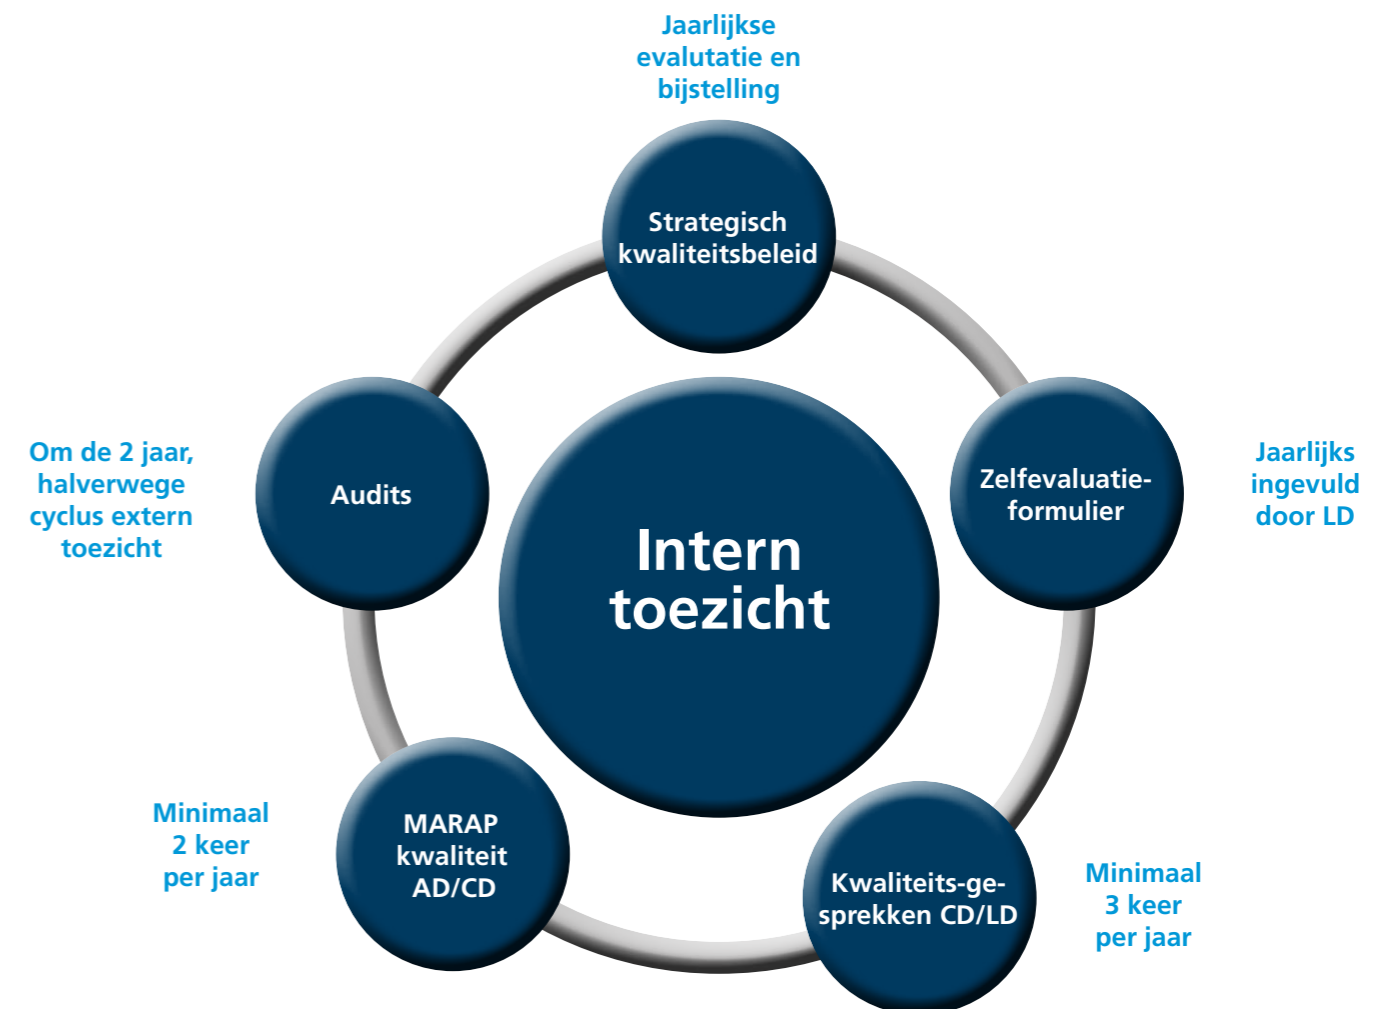 Jaarlijkse
evalutatie en
bijstelling
Strategisch
kwaliteitsbeleid
Om de 2 jaar,
halverwege
cyclus extern
toezicht
Audits
Zelfevaluatie-
formulier
Jaarlijks
ingevuld
door LD
Intern
toezicht
Minimaal
2 keer
per jaar
MARAP
kwaliteit
AD/CD
Kwaliteits-ge-
sprekken CD/LD
Minimaal
3 keer
per jaar